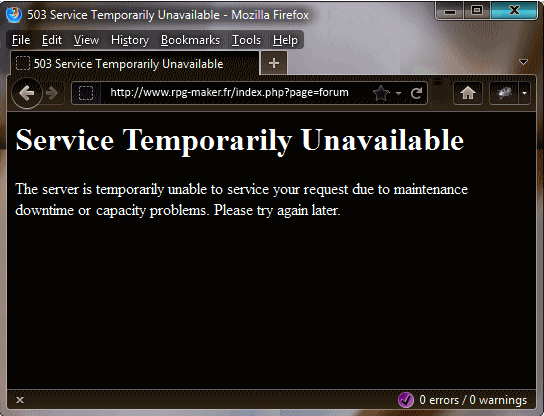 503 Service Temporarily Unavailable - Mozilla Firefox
File Edit View History Bookmarks Tools Help
503 Service Temporarily Unavailable
http://www.rpg-maker.fr/index.php?page=forum
Service Temporarily Unavailable
The server is temporarily unable to service your request due to maintenance
downtime or capacity problems. Please try again later.
0 errors / 0 warnings